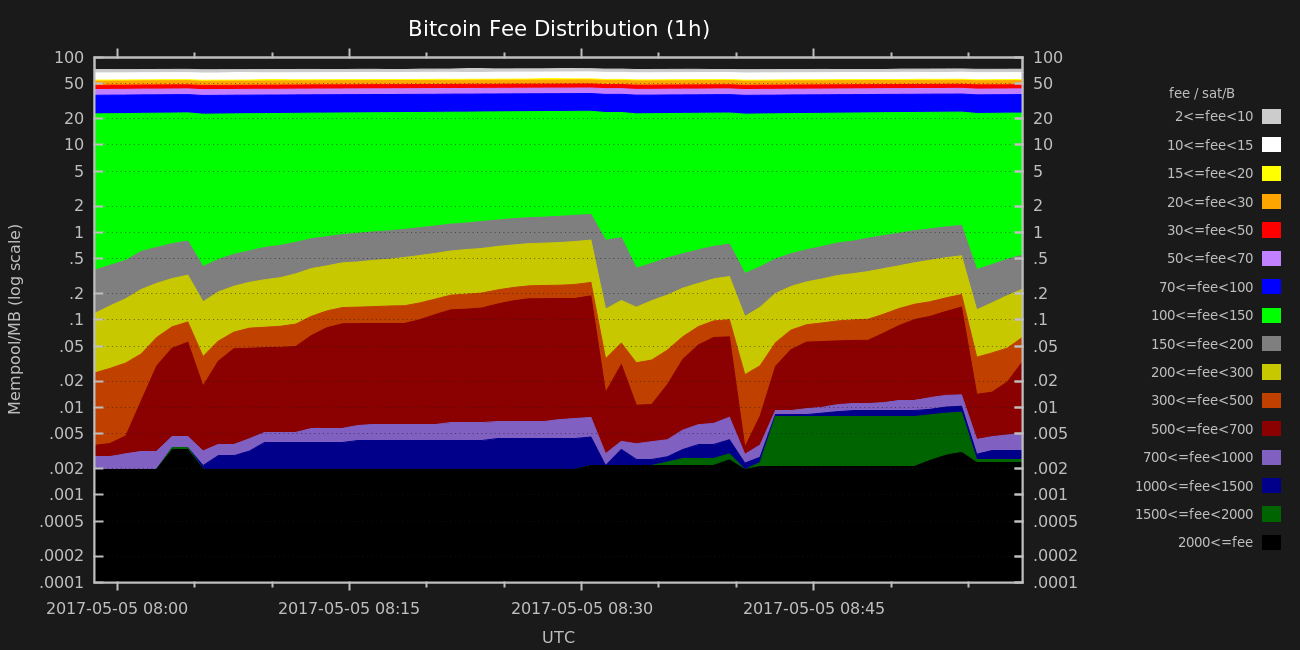 Bitcoin Fee Distribution (1h)
100
50
20
10
5
2
1
.5
.2
.1
.05
.02
.01
.005
.002
.001
.0005
.0002
.0001
Mempool/MB (log scale)
100
50
20
10
5
2
1
.5
.2
.1
.05
.02
.01
.005
.002
.001
.0005
.0002
.0001
2017-05-05 08:00
2017-05-05 08:15
2017-05-05 08:30
2017-05-05 08:45
UTC
fee / sat/B
2<=fee<10
10<=fee<15
15<=fee<20
20<=fee<30
30<=fee<50
50<=fee<70
70<=fee<100
100<=fee<150
150<=fee<200
200<=fee<300
300<=fee<500
500<=fee<700
700<=fee<1000
1000<=fee<1500
1500<=fee<2000
2000<=fee